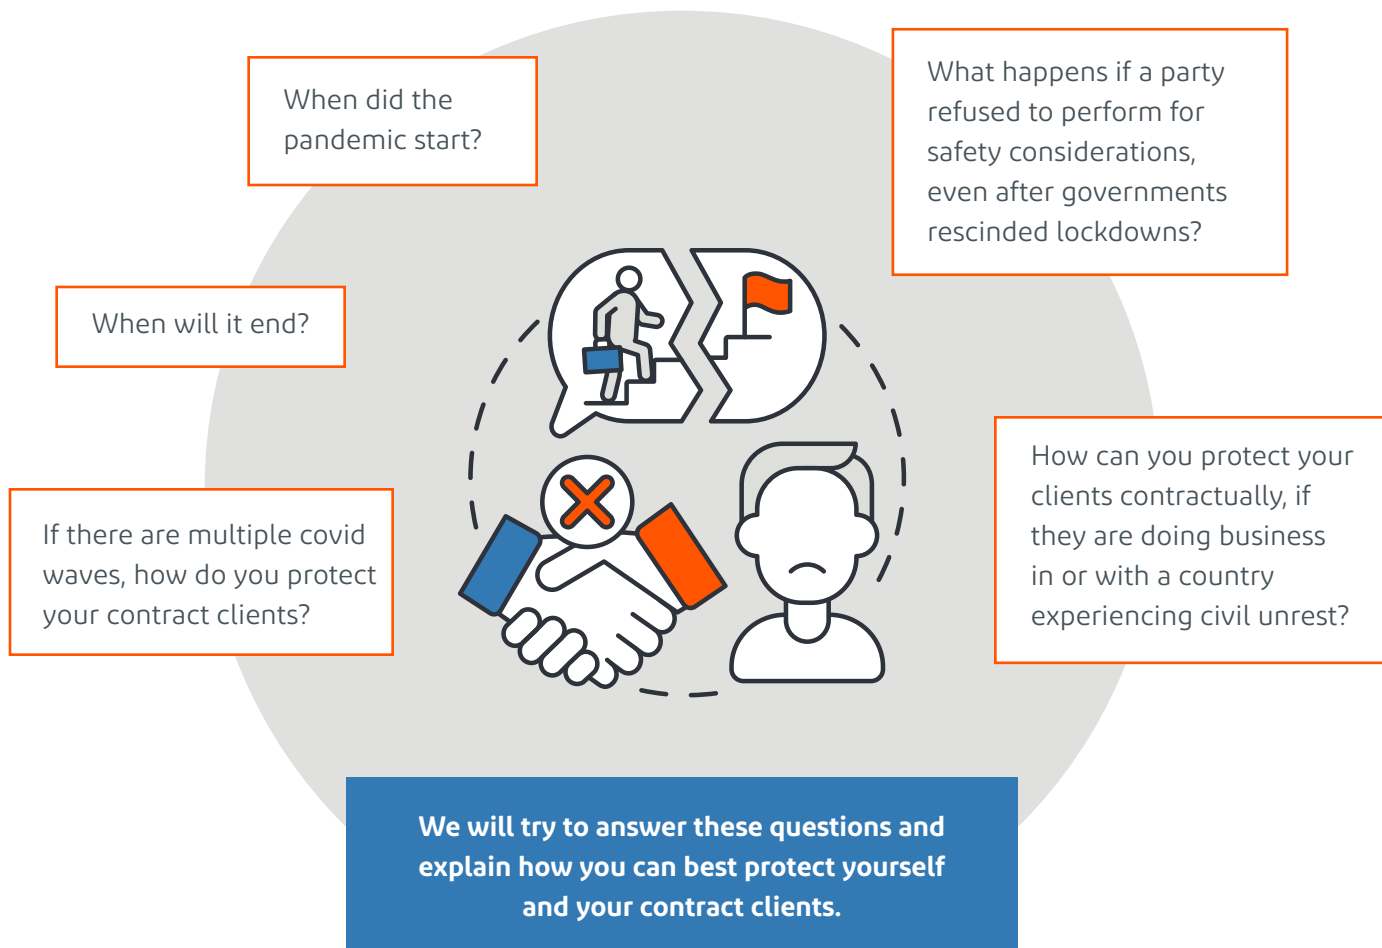 When did the
pandemic start?
What happens if a party
refused to perform for
safety considerations,
even after governments
rescinded lockdowns?
When will it end?
How can you protect your
clients contractually, if
they are doing business
in or with a country
experiencing civil unrest?
If there are multiple covid
waves, how do you protect
your contract clients?
We will try to answer these questions and
explain how you can best protect yourself
and your contract clients.